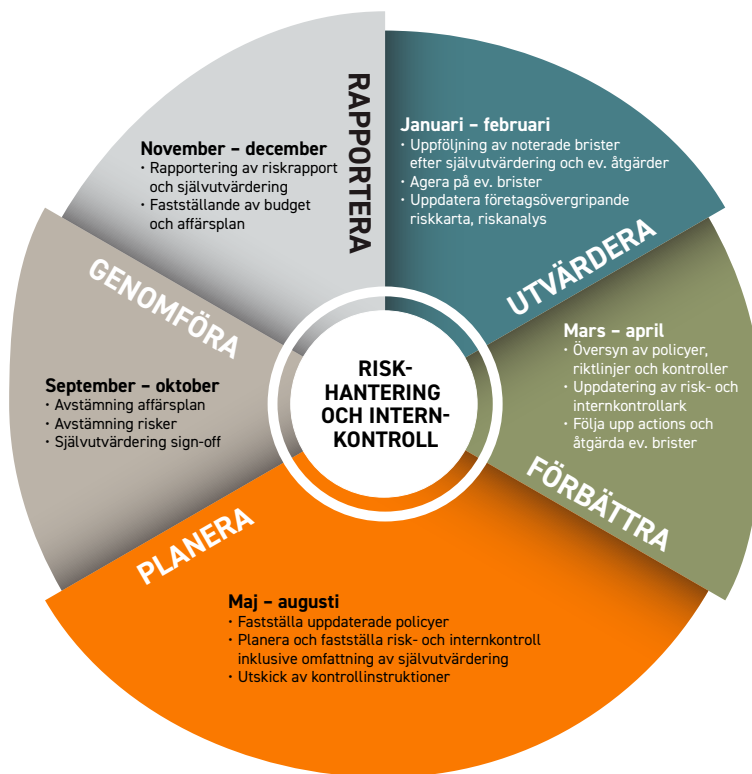 RAPPORTERA
November – december
· Rapportering av riskrapport
och självutvärdering
· Fastställande av budget
och affärsplan
Januari – februari
· Uppföljning av noterade brister
efter självutvärdering och ev. åtgärder
· Agera på ev. brister
· Uppdatera företagsövergripande
riskkarta, riskanalys
UTVÄRDERA
Mars – april
· Översyn av policyer,
riktlinjer och kontroller
· Uppdatering av risk- och
internkontrollark
· Följa upp actions och
åtgärda ev. brister
FÖRBÄTTRA
GENOMFÖRA
September – oktober
· Avstämning affärsplan
· Avstämning risker
· Självutvärdering sign-off
RISK-
HANTERING
OCH INTERN-
KONTROLL
PLANERA
Maj – augusti
· Fastställa uppdaterade policyer
· Planera och fastställa risk- och internkontroll
inklusive omfattning av självutvärdering
· Utskick av kontrollinstruktioner